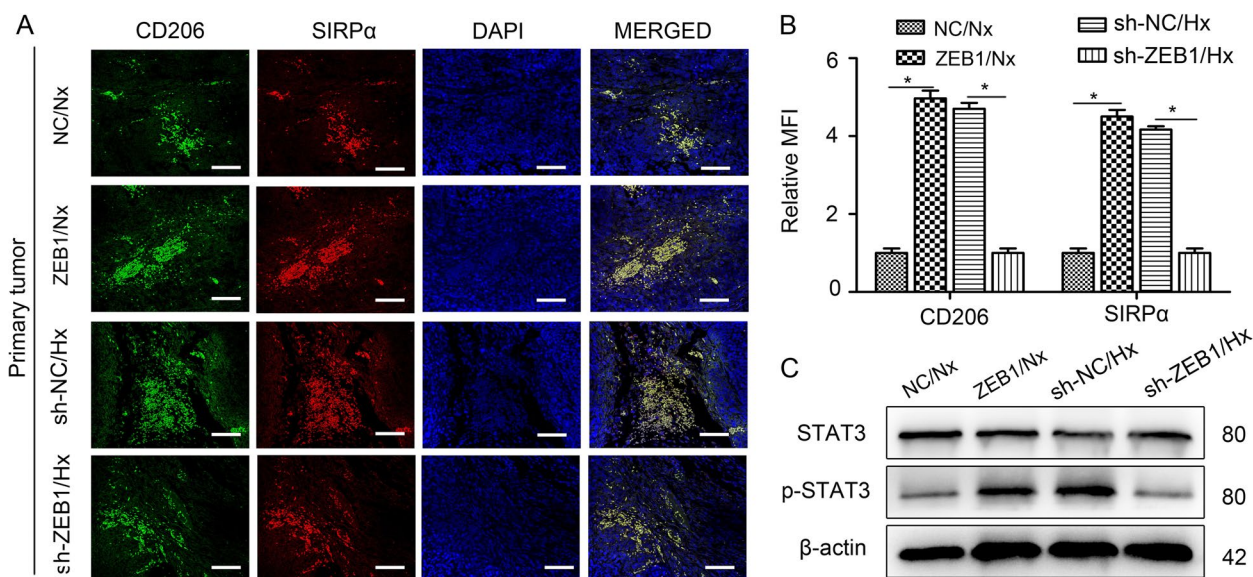 A
CD206 SIRPα DAPI MERGED
Primary tumor
NC/Nx
ZEB1/Nx
sh-NC/Hx
sh-ZEB1/Hx
B
NC/Nx
ZEB1/Nx
sh-NC/Hx
sh-ZEB1/Hx
Relative MFI
8
6
4
2
0
* * * *
CD206 SIRPα
C
NC/Nx ZEB1/Nx sh-NC/Hx sh-ZEB1/Hx
STAT3 80
p-STAT3 80
β-actin 42